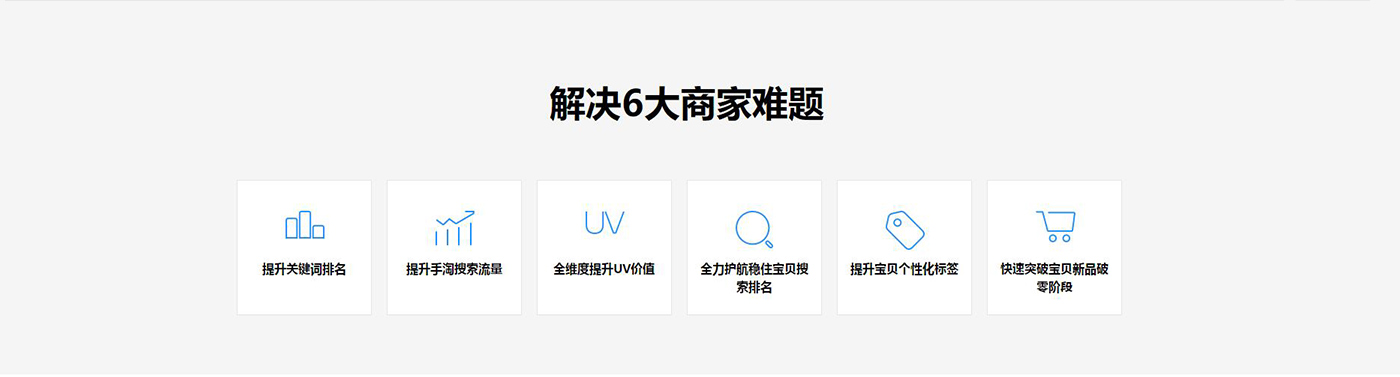 解决6大商家难题
UV
提升关键词排名
提升手淘搜索流量
全维度提升UV价值
全力护航稳住宝贝搜
索排名
提升宝贝个性化标签
快速突破宝贝新品破
零阶段